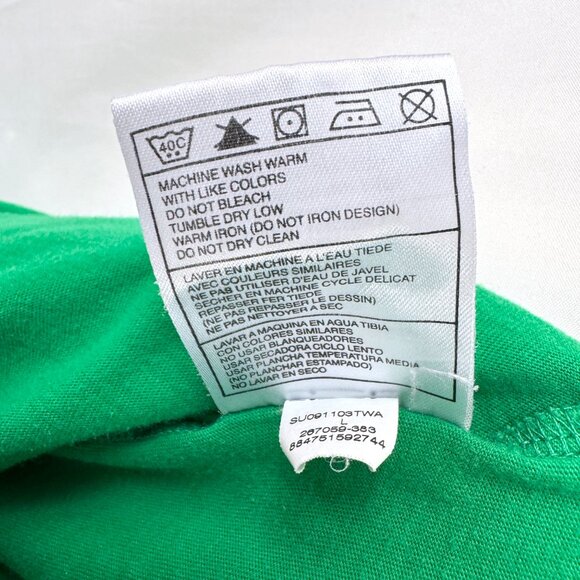 40C
MACHINE WASH WARM
WITH LIKE COLORS
DO NOT BLEACH
TUMBLE DRY LOW
WARM IRON (DO NOT IRON DESIGN)
DO NOT DRY CLEAN
LAVER EN MACHINE A L'EAU TIEDE
AVEC COULEURS SIMILAIRES
NE PAS UTILISER D'EAU DE JAVEL
SECHER EN MACHINE CYCLE DELICAT
REPASSER FER TIEDE
(NE PAS REPASSER LE DESSIN)
NE PAS NETTOYER A SEC
LAVAR A MAQUINA EN AGUA TIBIA
CON COLORES SIMILARES
NO USAR BLANQUEADORES
USAR SECADORA CICLO LENTO
USAR PLANCHA TEMPERATURA MEDIA
(NO PLANCHAR ESTAMPADO)
NO LAVAR EN SECO
SU091103TWA
L
267059-383
884751592744